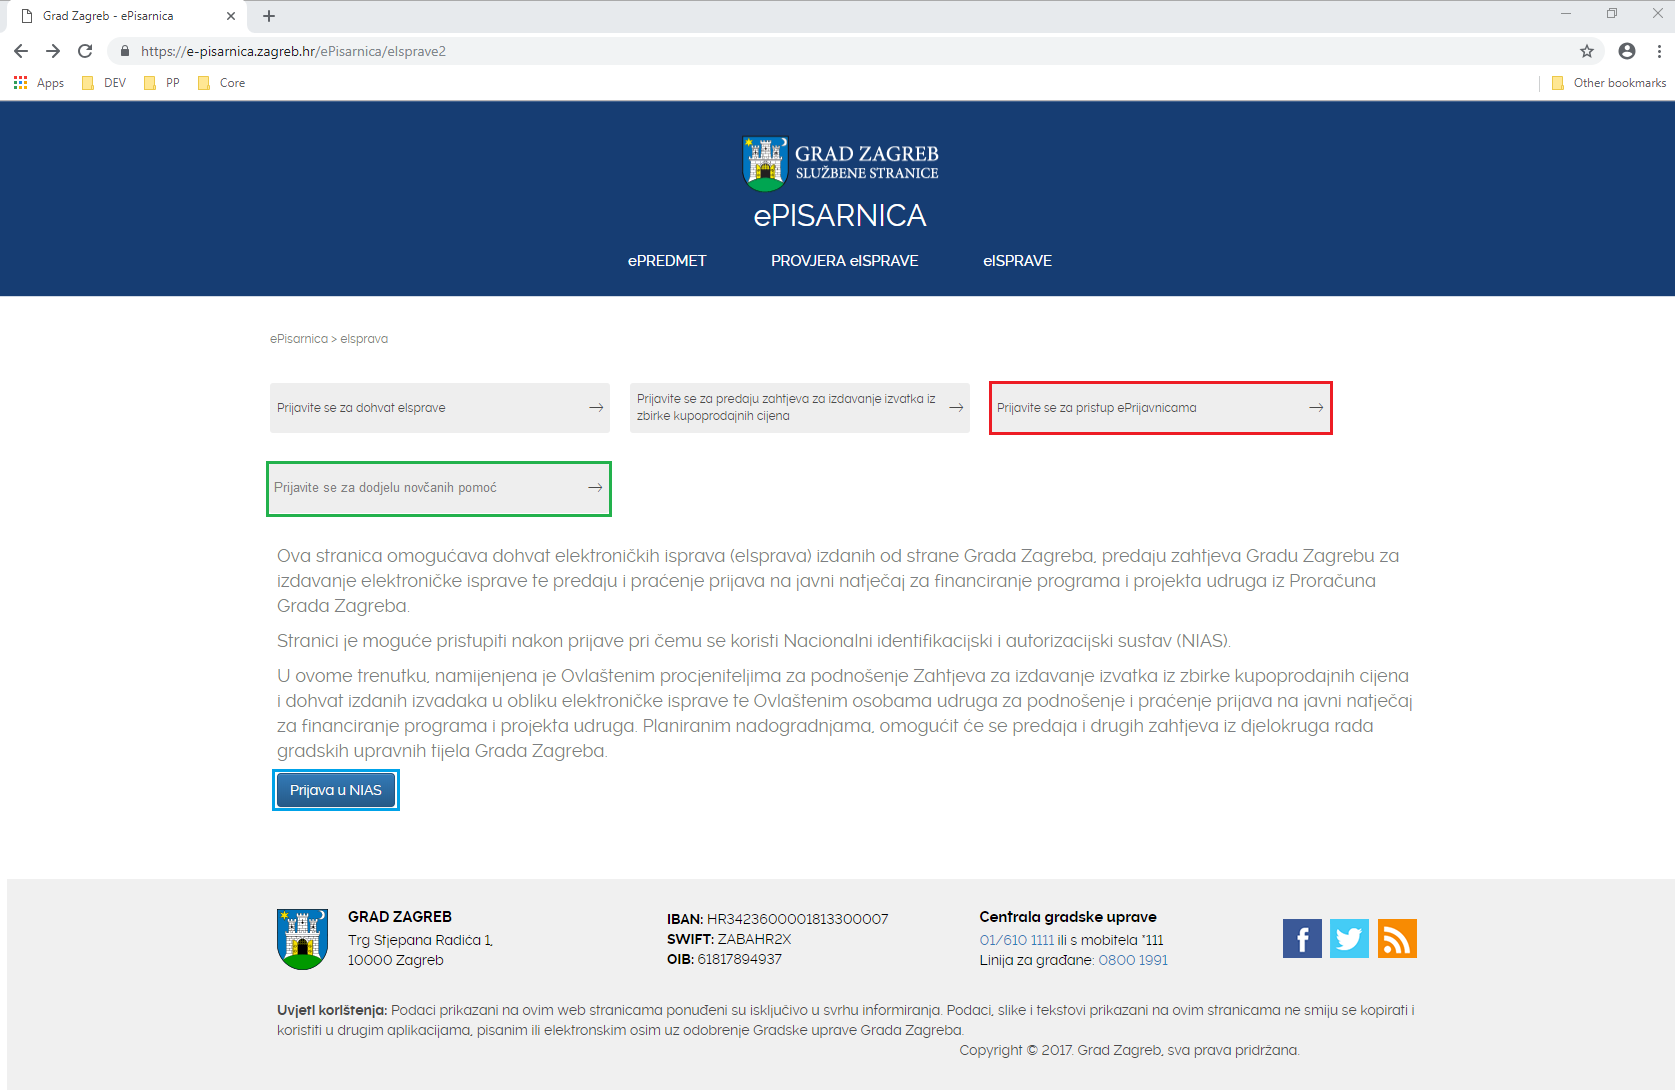 Grad Zagreb - ePisarnica
https://e-pisarnica.zagreb.hr/ePisarnica/eIsprave2
Apps DEV PP Core Other bookmarks
GRAD ZAGREB
SLUŽBENE STRANICE
ePISARNICA
ePREDMET PROVJERA eISPRAVE eISPRAVE
ePisarnica > eIsprava
Prijavite se za dohvat eIsprave
Prijavite se za predaju zahtjeva za izdavanje izvatka iz
zbirke kupoprodajnih cijena
Prijavite se za pristup ePrijavnicama
Prijavite se za dodjelu novčanih pomoć
Ova stranica omogućava dohvat elektroničkih isprava (eIsprava) izdanih od strane Grada Zagreba, predaju zahtjeva Gradu Zagrebu za
izdavanje elektroničke isprave te predaju i praćenje prijava na javni natječaj za financiranje programa i projekta udruga iz Proračuna
Grada Zagreba.
Stranici je moguće pristupiti nakon prijave pri čemu se koristi Nacionalni identifikacijski i autorizacijski sustav (NIAS).
U ovome trenutku, namijenjena je Ovlaštenim procjeniteljima za podnošenje Zahtjeva za izdavanje izvatka iz zbirke kupoprodajnih cijena
i dohvat izdanih izvadaka u obliku elektroničke isprave te Ovlaštenim osobama udruga za podnošenje i praćenje prijava na javni natječaj
za financiranje programa i projekta udruga. Planiranim nadogradnjama, omogućit će se predaja i drugih zahtjeva iz djelokruga rada
gradskih upravnih tijela Grada Zagreba.
Prijava u NIAS
GRAD ZAGREB
Trg Stjepana Radića 1,
10000 Zagreb
IBAN: HR3423600001813300007
SWIFT: ZABAHR2X
OIB: 61817894937
Centrala gradske uprave
01/610 1111 ili s mobitela *111
Linija za građane: 0800 1991
Uvjeti korištenja: Podaci prikazani na ovim web stranicama ponuđeni su isključivo u svrhu informiranja. Podaci, slike i tekstovi prikazani na ovim stranicama ne smiju se kopirati i
koristiti u drugim aplikacijama, pisanim ili elektronskim osim uz odobrenje Gradske uprave Grada Zagreba.
Copyright © 2017. Grad Zagreb, sva prava pridržana.